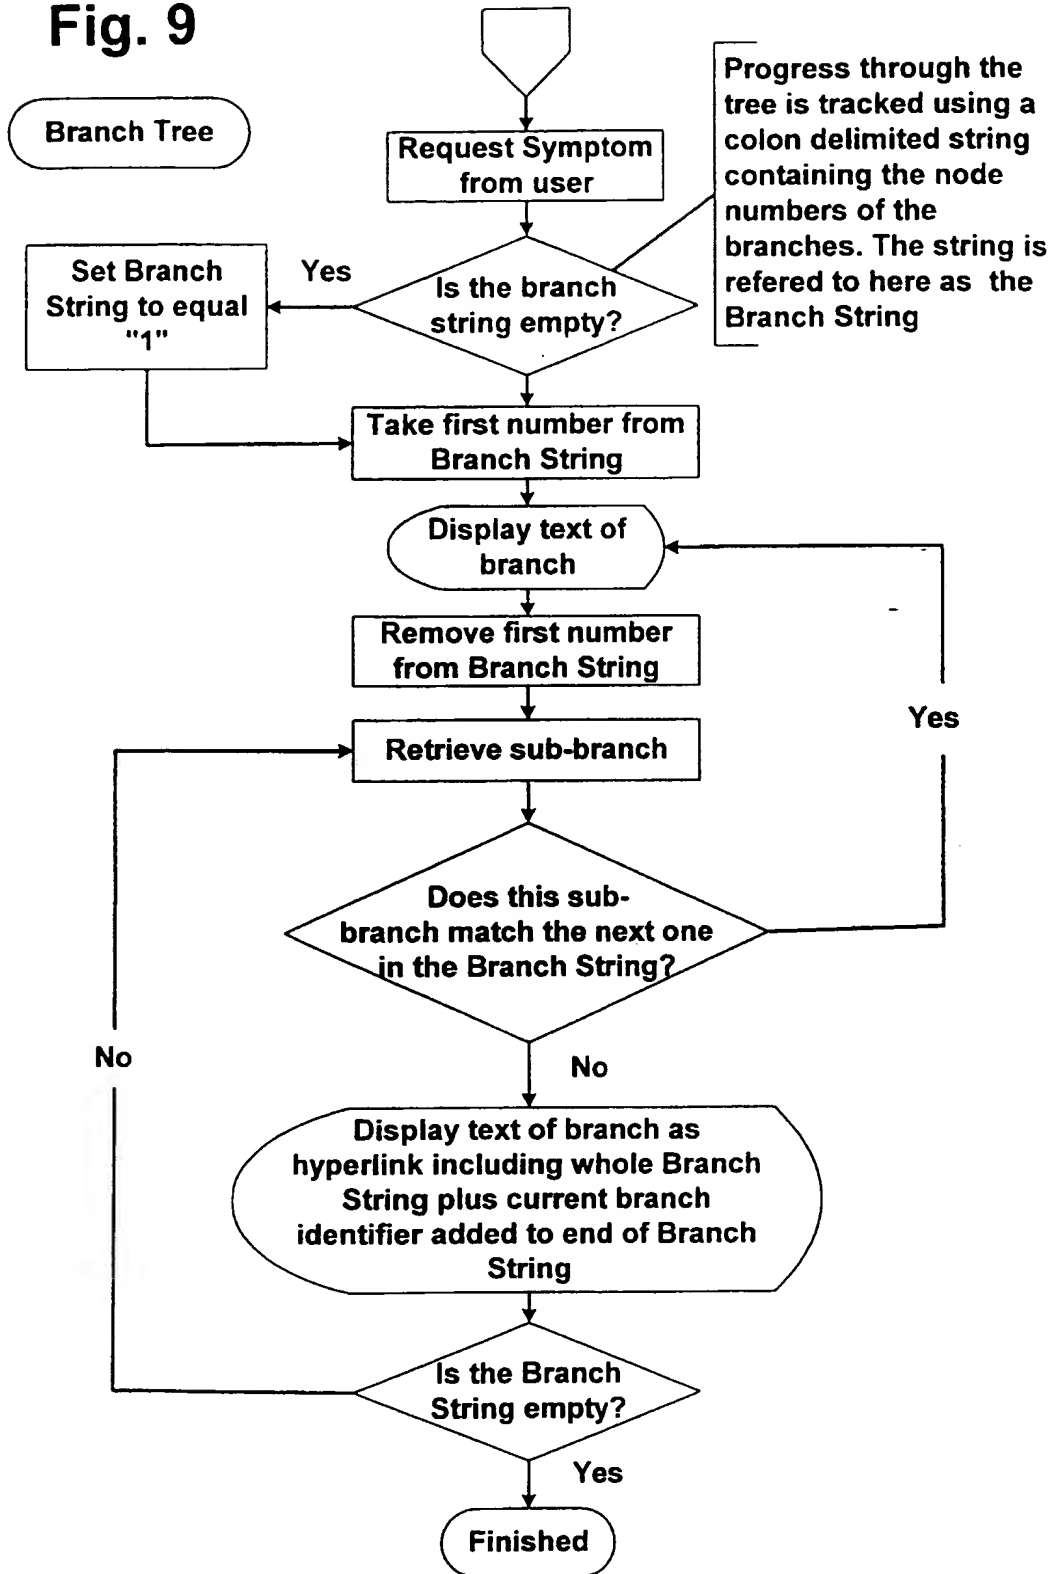 Fig. 9
Branch Tree
Request Symptom
from user
Progress through the
tree is tracked using a
colon delimited string
containing the node
numbers of the
branches. The string is
refered to here as the
Branch String
Is the branch
string empty?
Yes
Set Branch
String to equal
"1"
Take first number from
Branch String
Display text of
branch
Remove first number
from Branch String
Yes
Retrieve sub-branch
Does this sub-
branch match the next one
in the Branch String?
No
No
Display text of branch as
hyperlink including whole Branch
String plus current branch
identifier added to end of Branch
String
Is the Branch
String empty?
Yes
Finished